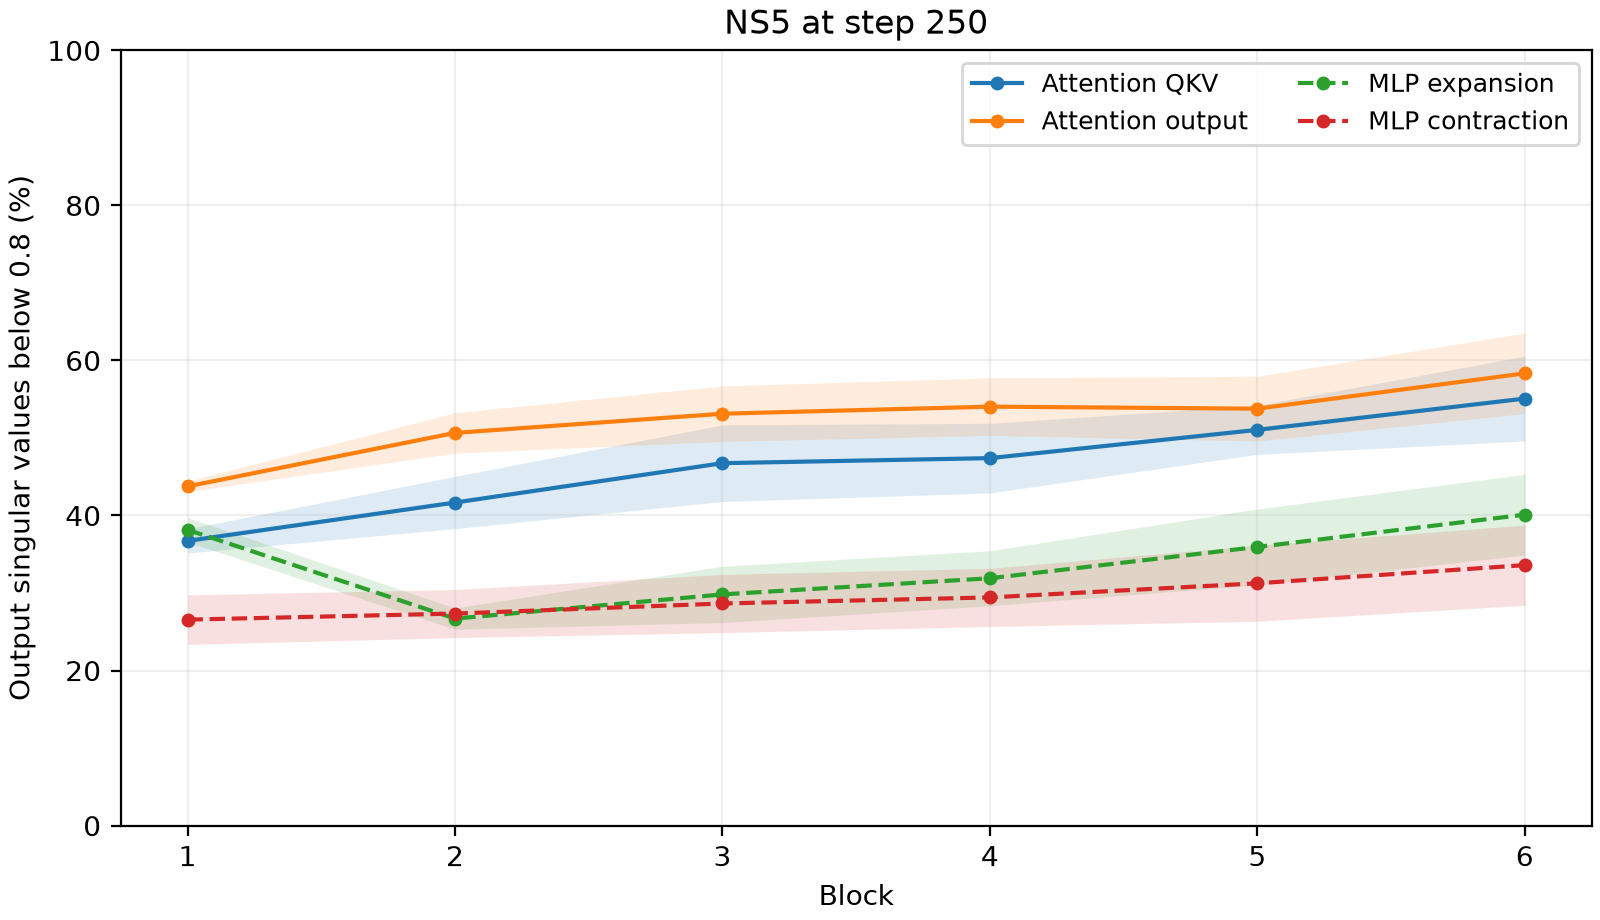 NS5 at step 250
Output singular values below 0.8 (%)
100
80
60
40
20
0
Attention QKV
Attention output
MLP expansion
MLP contraction
1 2 3 4 5 6
Block